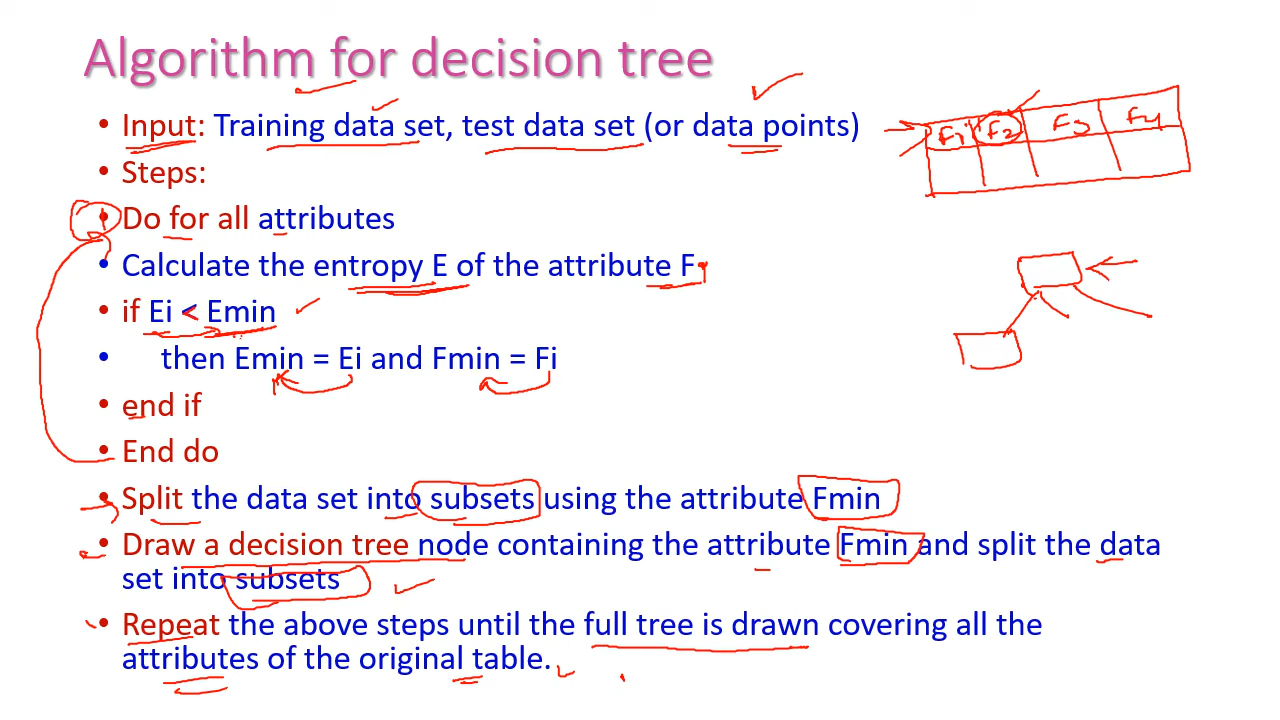 Algorithm for decision tree
• Input: Training data set, test data set (or data points)
F1 F2 F3 F4
• Steps:
• Do for all attributes
• Calculate the entropy E of the attribute F
• if Ei < Emin
• then Emin = Ei and Fmin = Fi
• end if
• End do
• Split the data set into subsets using the attribute Fmin
• Draw a decision tree node containing the attribute Fmin and split the data
set into subsets
• Repeat the above steps until the full tree is drawn covering all the
attributes of the original table.